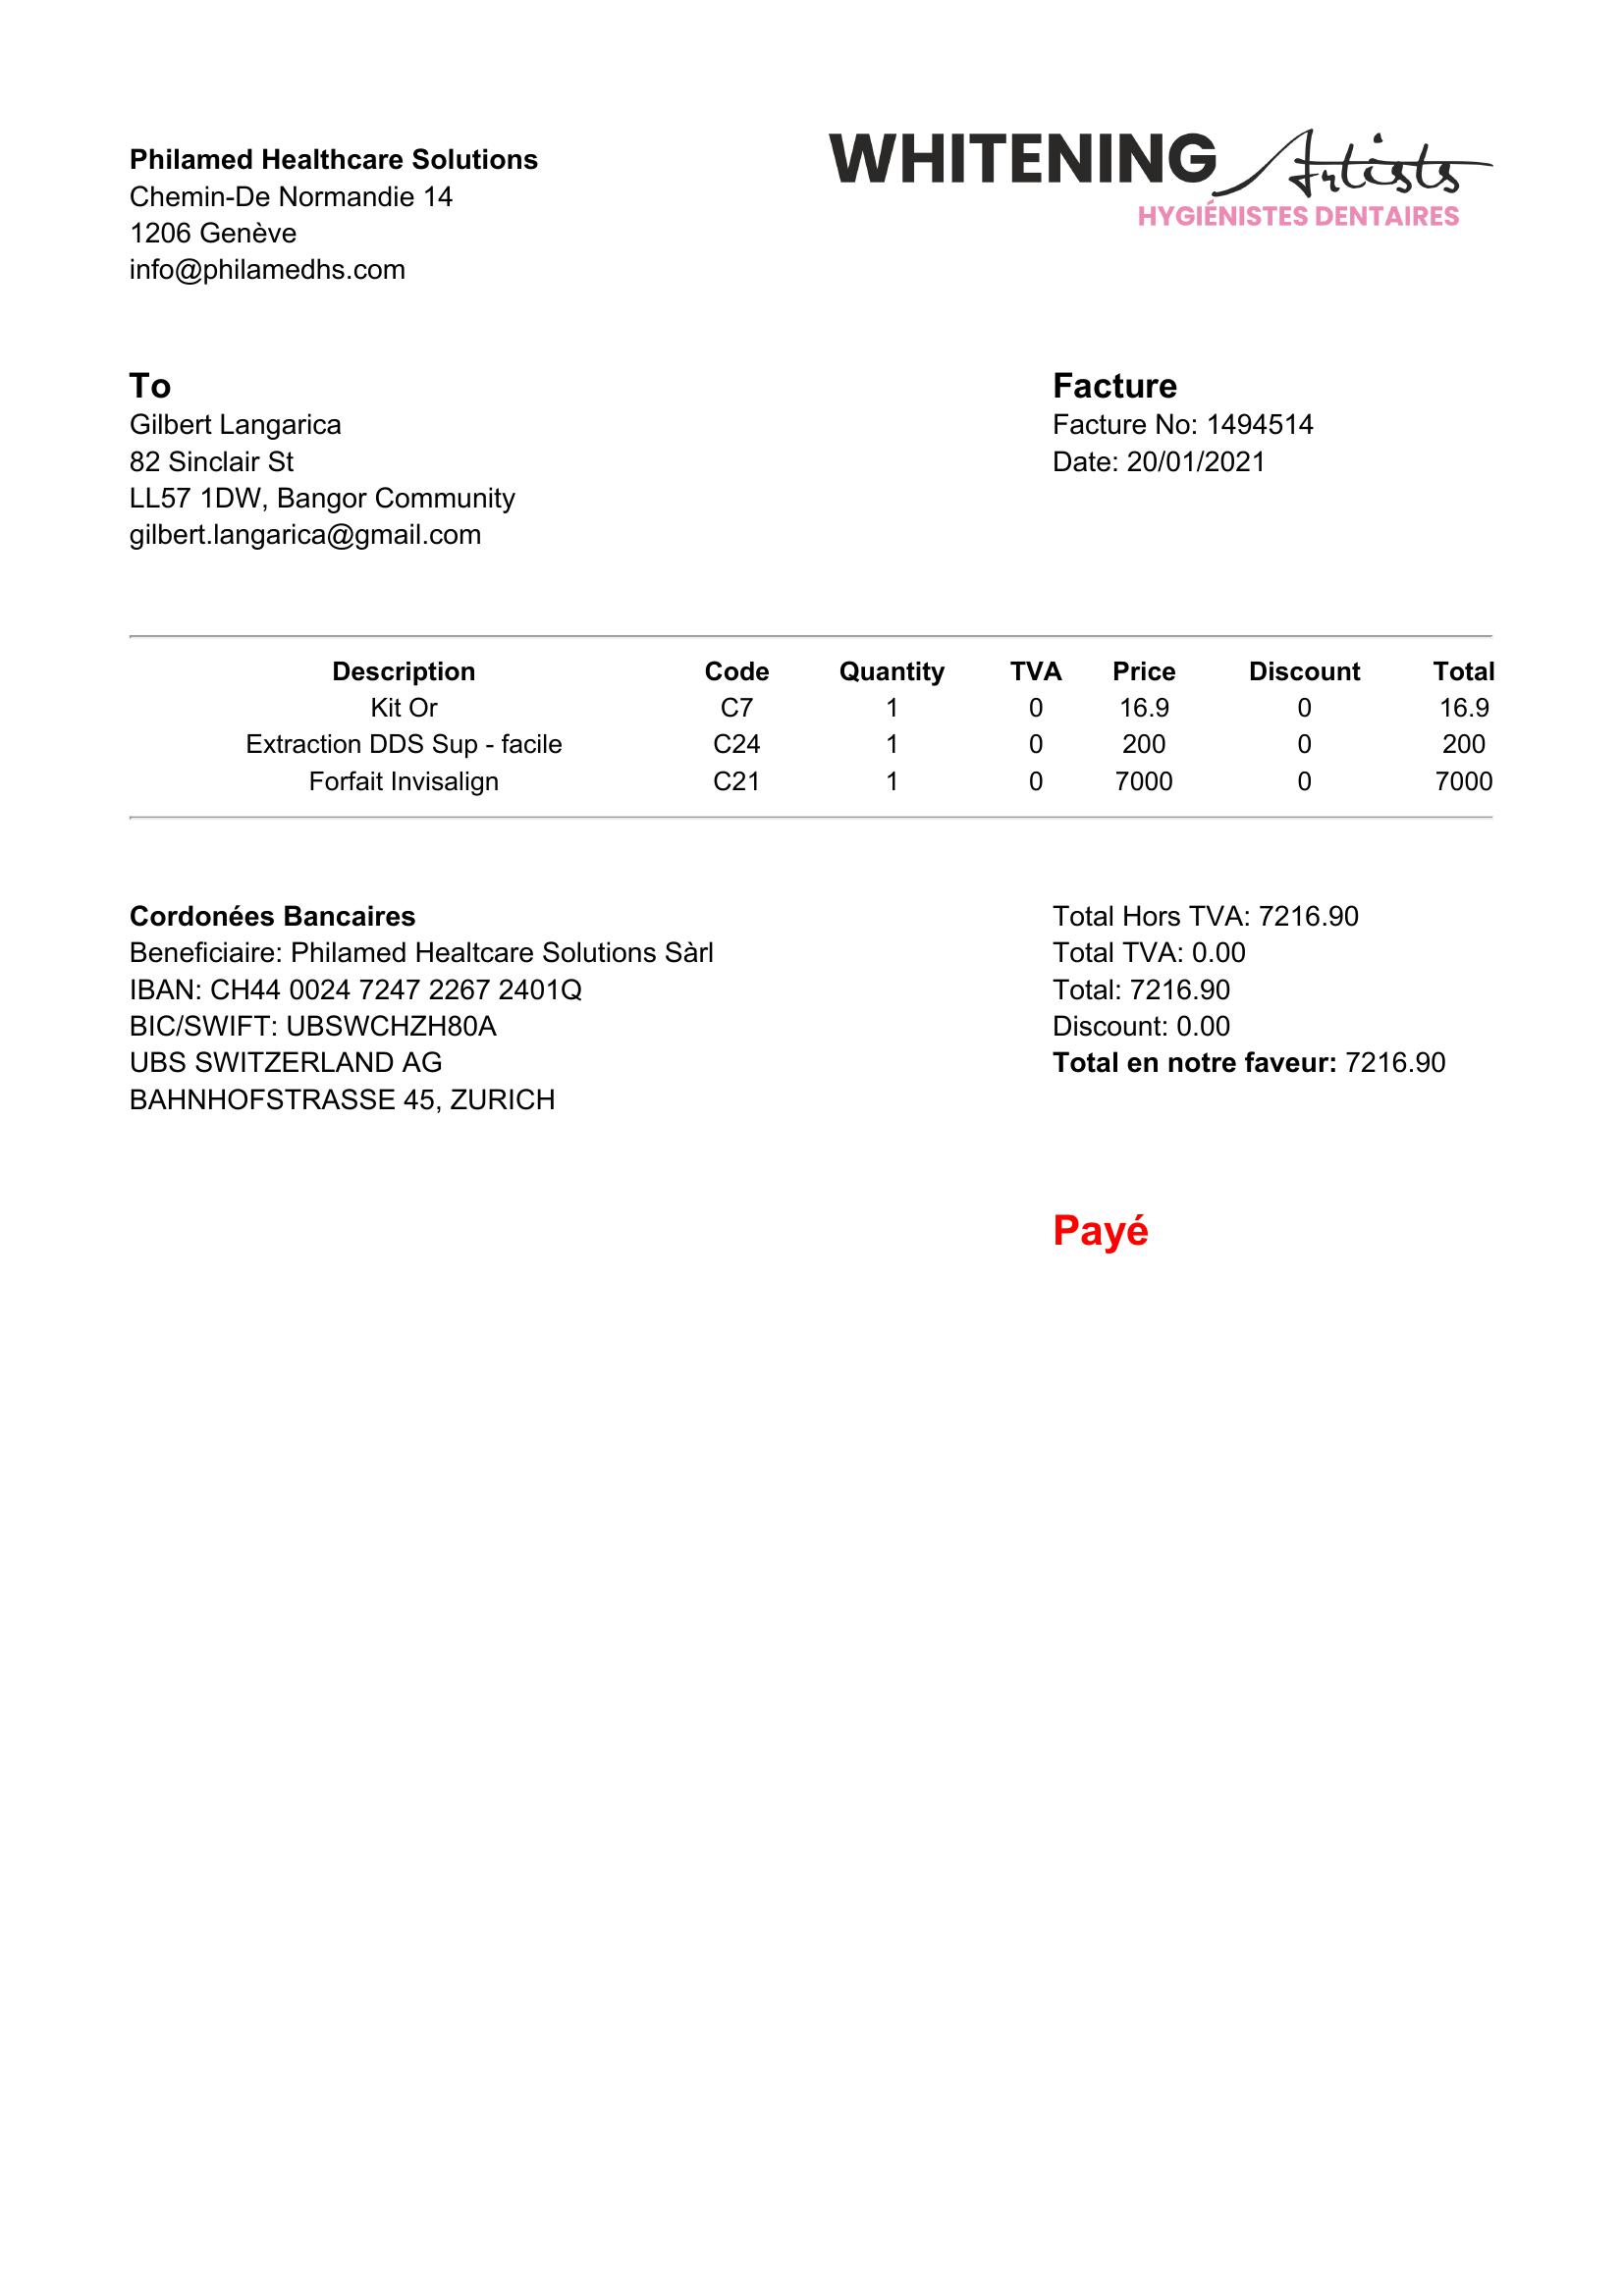 Philamed Healthcare Solutions
Chemin-De Normandie 14
1206 Genève
info@philamedhs.com
WHITENING Artists
HYGIÉNISTES DENTAIRES
To
Gilbert Langarica
82 Sinclair St
LL57 1DW, Bangor Community
gilbert.langarica@gmail.com
Facture
Facture No: 1494514
Date: 20/01/2021
Description Code Quantity TVA Price Discount Total
Kit Or C7 1 0 16.9 0 16.9
Extraction DDS Sup - facile C24 1 0 200 0 200
Forfait Invisalign C21 1 0 7000 0 7000
Cordonées Bancaires
Beneficiaire: Philamed Healtcare Solutions Sàrl
IBAN: CH44 0024 7247 2267 2401Q
BIC/SWIFT: UBSWCHZH80A
UBS SWITZERLAND AG
BAHNHOFSTRASSE 45, ZURICH
Total Hors TVA: 7216.90
Total TVA: 0.00
Total: 7216.90
Discount: 0.00
Total en notre faveur: 7216.90
Payé